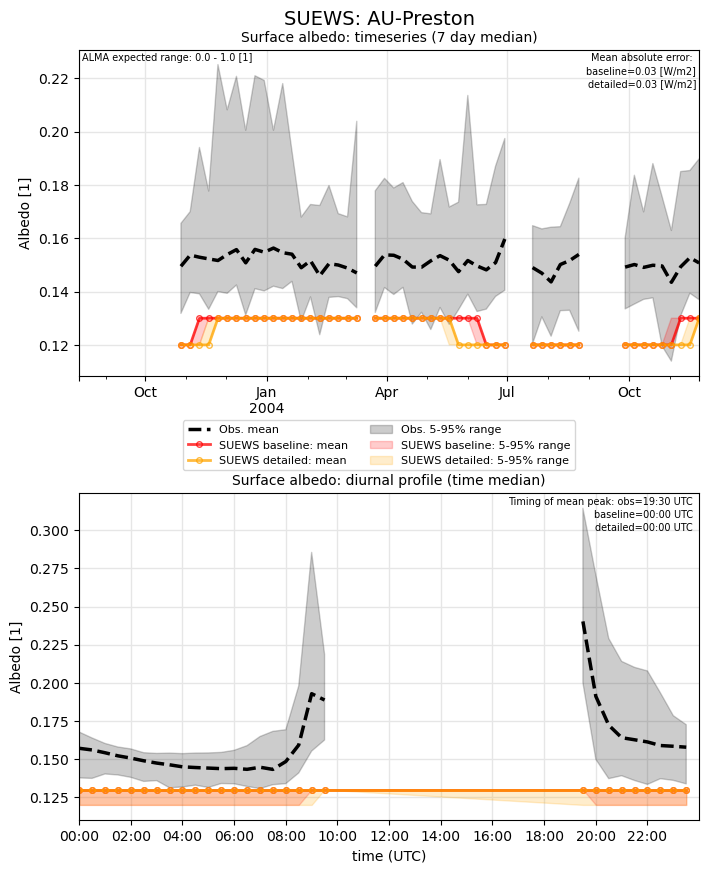 SUEWS: AU-Preston
Surface albedo: timeseries (7 day median)
ALMA expected range: 0.0 - 1.0 [1]
Mean absolute error:
baseline=0.03 [W/m2]
detailed=0.03 [W/m2]
Albedo [1]
0.22
0.20
0.18
0.16
0.14
0.12
Oct
Jan
2004
Apr
Jul
Oct
Obs. mean
SUEWS baseline: mean
SUEWS detailed: mean
Obs. 5-95% range
SUEWS baseline: 5-95% range
SUEWS detailed: 5-95% range
Surface albedo: diurnal profile (time median)
Timing of mean peak: obs=19:30 UTC
baseline=00:00 UTC
detailed=00:00 UTC
Albedo [1]
0.300
0.275
0.250
0.225
0.200
0.175
0.150
0.125
00:00
02:00
04:00
06:00
08:00
10:00
12:00
14:00
16:00
18:00
20:00
22:00
time (UTC)